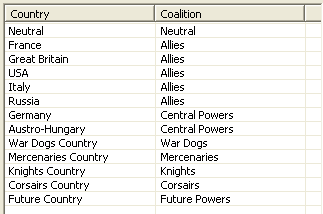 Country Coalition
Neutral Neutral
France Allies
Great Britain Allies
USA Allies
Italy Allies
Russia Allies
Germany Central Powers
Austro-Hungary Central Powers
War Dogs Country War Dogs
Mercenaries Country Mercenaries
Knights Country Knights
Corsairs Country Corsairs
Future Country Future Powers